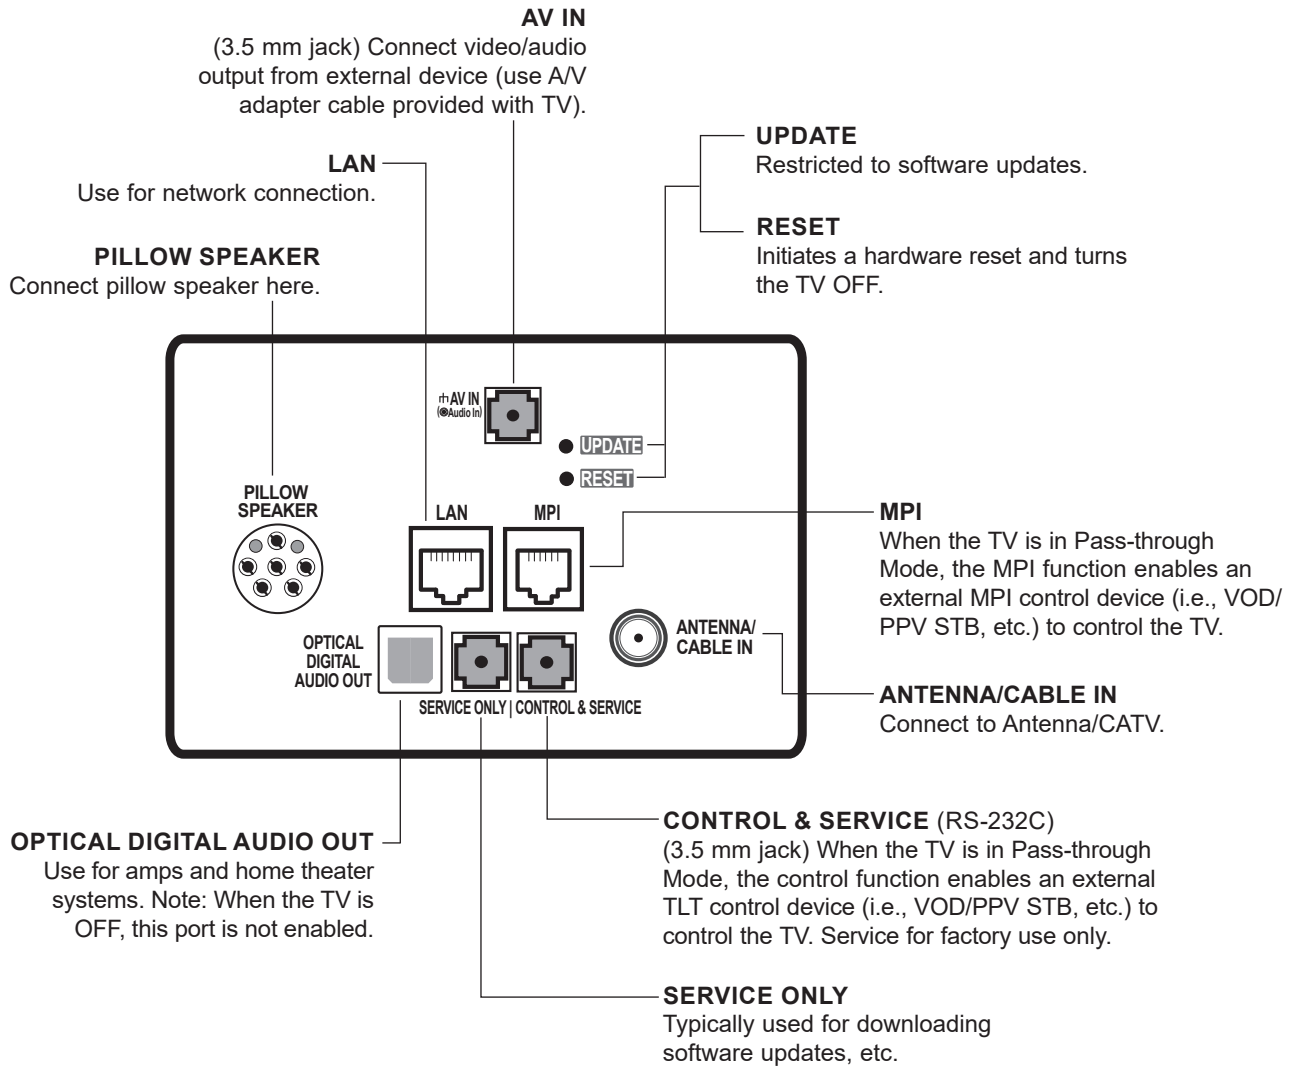 AV IN
(3.5 mm jack) Connect video/audio
output from external device (use A/V
adapter cable provided with TV).
UPDATE
Restricted to software updates.
LAN
Use for network connection.
RESET
Initiates a hardware reset and turns
the TV OFF.
PILLOW SPEAKER
Connect pillow speaker here.
AV IN
(Audio In)
UPDATE
RESET
PILLOW
SPEAKER
LAN
MPI
MPI
When the TV is in Pass-through
Mode, the MPI function enables an
external MPI control device (i.e., VOD/
PPV STB, etc.) to control the TV.
ANTENNA/
CABLE IN
OPTICAL
DIGITAL
AUDIO OUT
SERVICE ONLY | CONTROL & SERVICE
ANTENNA/CABLE IN
Connect to Antenna/CATV.
OPTICAL DIGITAL AUDIO OUT
Use for amps and home theater
systems. Note: When the TV is
OFF, this port is not enabled.
CONTROL & SERVICE (RS-232C)
(3.5 mm jack) When the TV is in Pass-through
Mode, the control function enables an external
TLT control device (i.e., VOD/PPV STB, etc.) to
control the TV. Service for factory use only.
SERVICE ONLY
Typically used for downloading
software updates, etc.